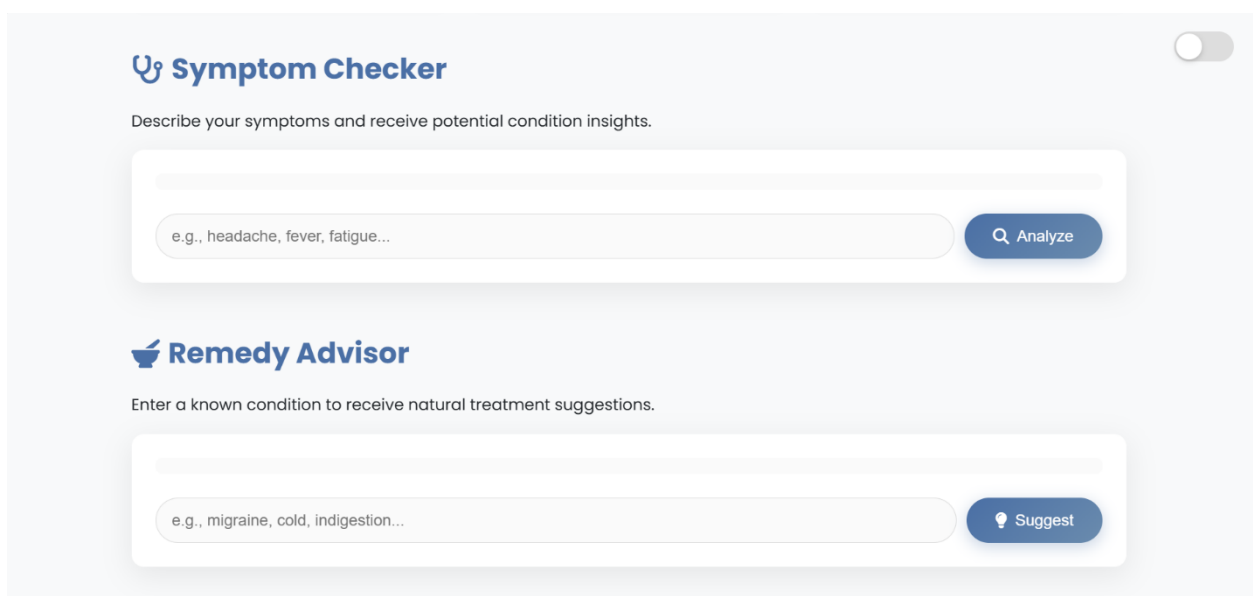 Symptom Checker
Describe your symptoms and receive potential condition insights.
e.g., headache, fever, fatigue...
Analyze
Remedy Advisor
Enter a known condition to receive natural treatment suggestions.
e.g., migraine, cold, indigestion...
Suggest